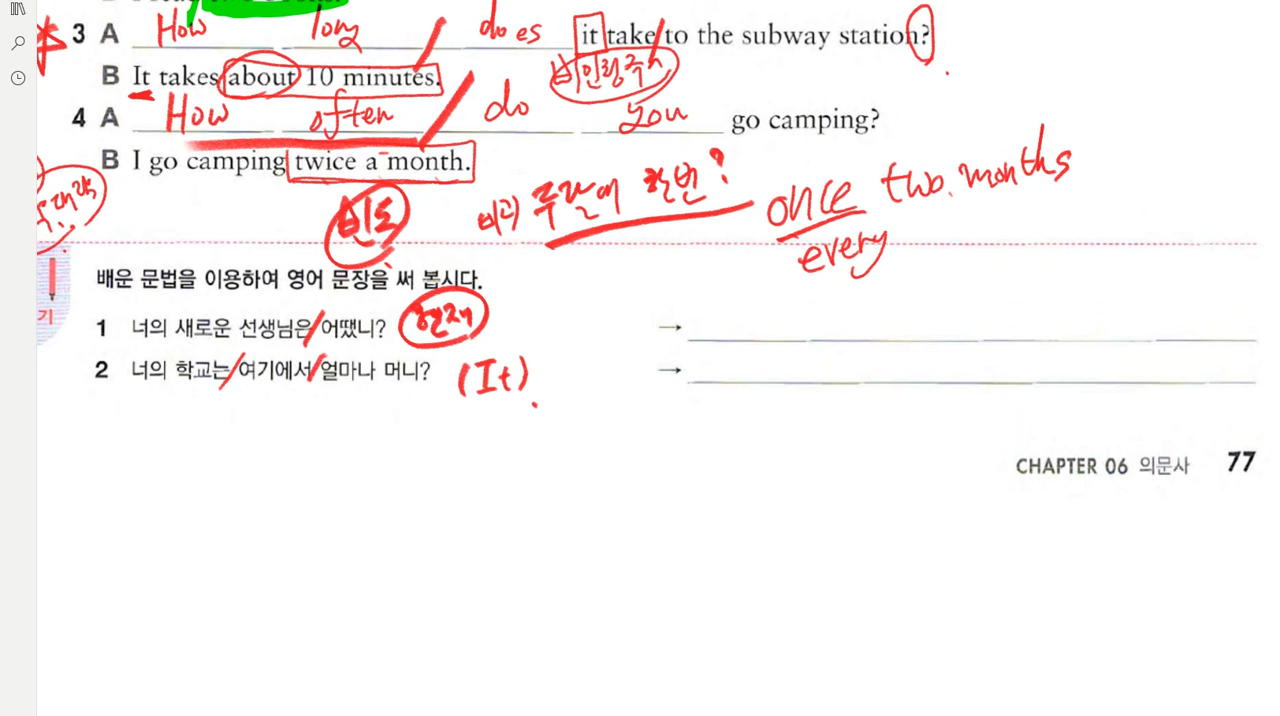 3 A How long does it take to the subway station?
비인칭주어
B It takes about 10 minutes.
4 A How often do you go camping?
B I go camping twice a month.
빈도
비교) 두달에 한번?
once two months
every
배운 문법을 이용하여 영어 문장을 써 봅시다.
기
1 너의 새로운 선생님은 어땠니? 현재 →
2 너의 학교는 여기에서 얼마나 머니? (It). →
CHAPTER 06 의문사 77